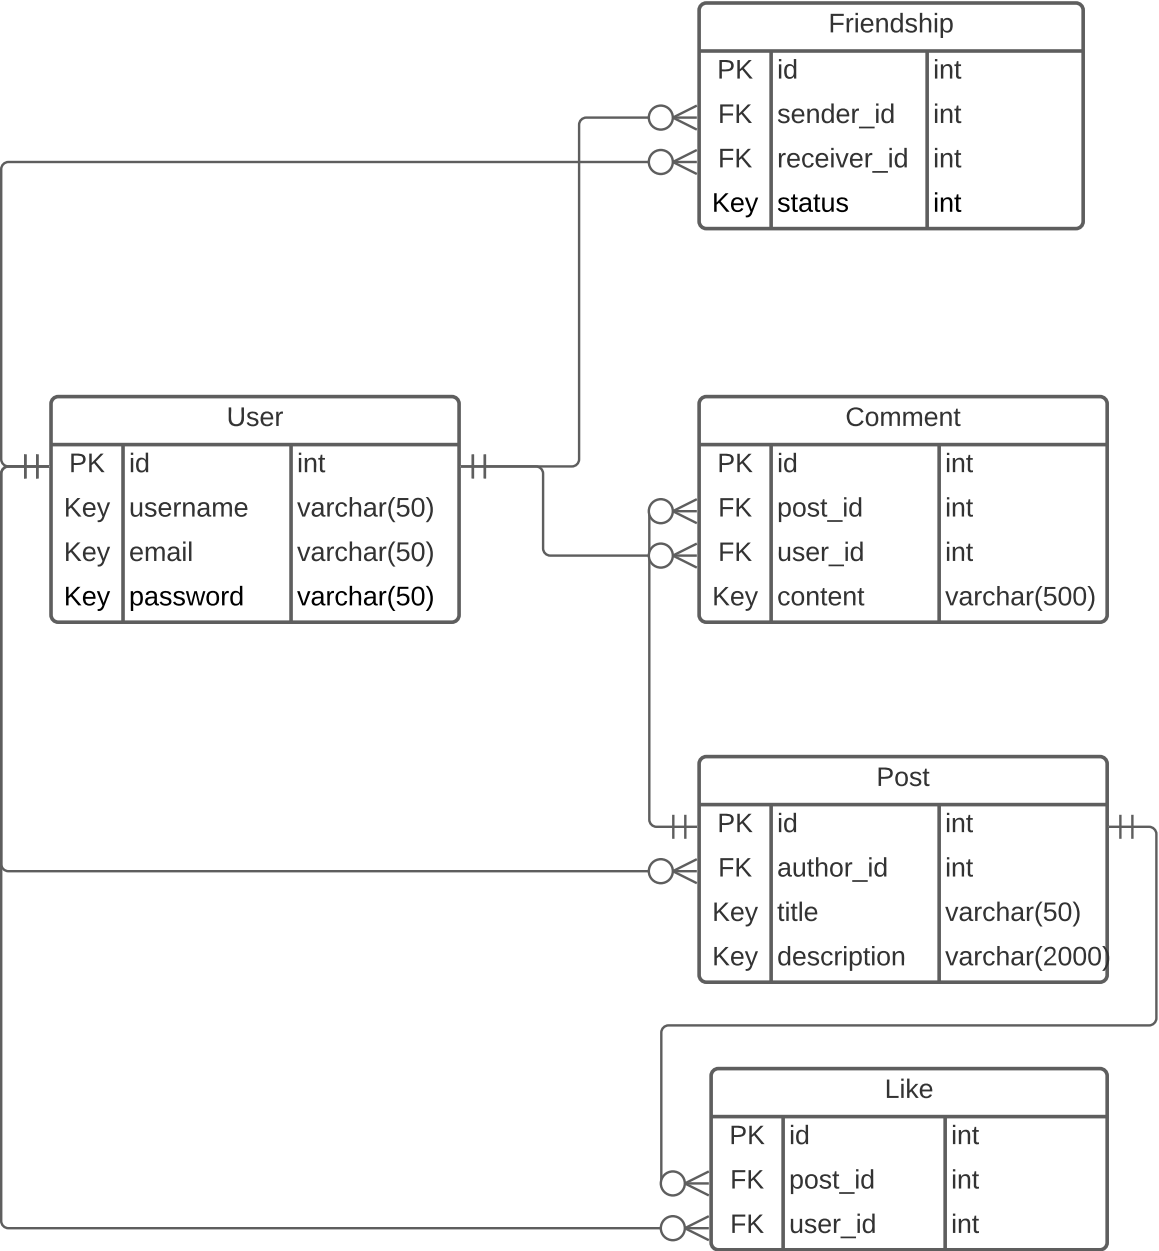 Friendship
PK id int
FK sender_id int
FK receiver_id int
Key status int
User
PK id int
Key username varchar(50)
Key email varchar(50)
Key password varchar(50)
Comment
PK id int
FK post_id int
FK user_id int
Key content varchar(500)
Post
PK id int
FK author_id int
Key title varchar(50)
Key description varchar(2000)
Like
PK id int
FK post_id int
FK user_id int